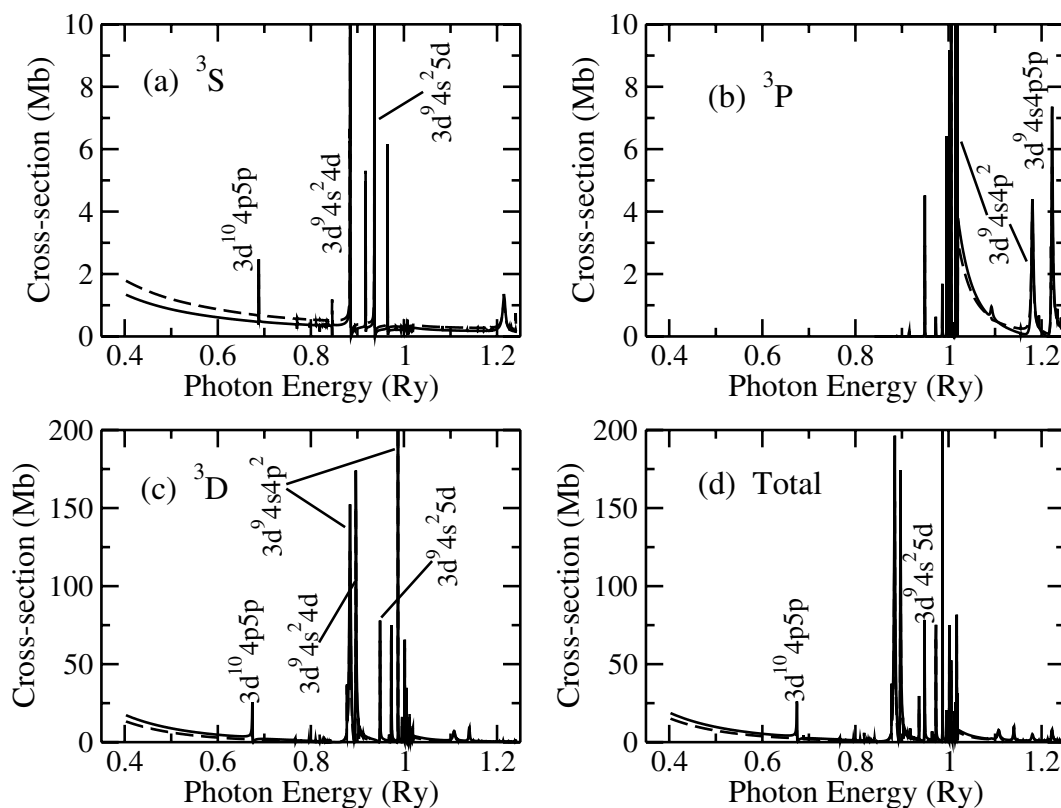 Cross-section (Mb)
10
8
6
4
2
0
(a) ³S
3d¹⁰4p5p
3d⁹4s²4d
3d⁹4s²5d
0.4 0.6 0.8 1 1.2
Photon Energy (Ry)
Cross-section (Mb)
10
8
6
4
2
0
(b) ³P
3d⁹4s4p²
3d⁹4s4p5p
0.4 0.6 0.8 1 1.2
Photon Energy (Ry)
Cross-section (Mb)
200
150
100
50
0
(c) ³D
3d¹⁰4p5p
3d⁹4s4p²
3d⁹4s²4d
3d⁹4s²5d
0.4 0.6 0.8 1 1.2
Photon Energy (Ry)
Cross-section (Mb)
200
150
100
50
0
(d) Total
3d¹⁰4p5p
3d⁹4s²5d
0.4 0.6 0.8 1 1.2
Photon Energy (Ry)